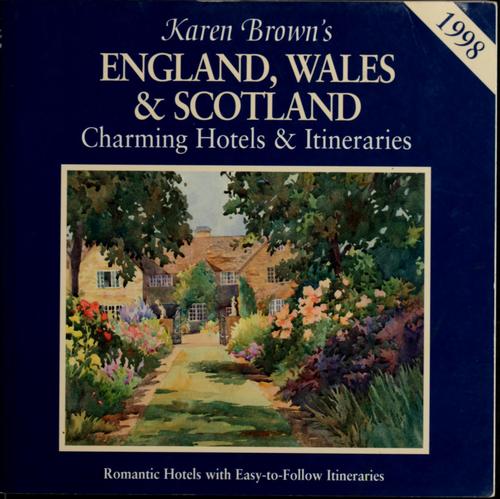 Karen Brown's
1998
ENGLAND, WALES
& SCOTLAND
Charming Hotels & Itineraries
Romantic Hotels with Easy-to-Follow Itineraries